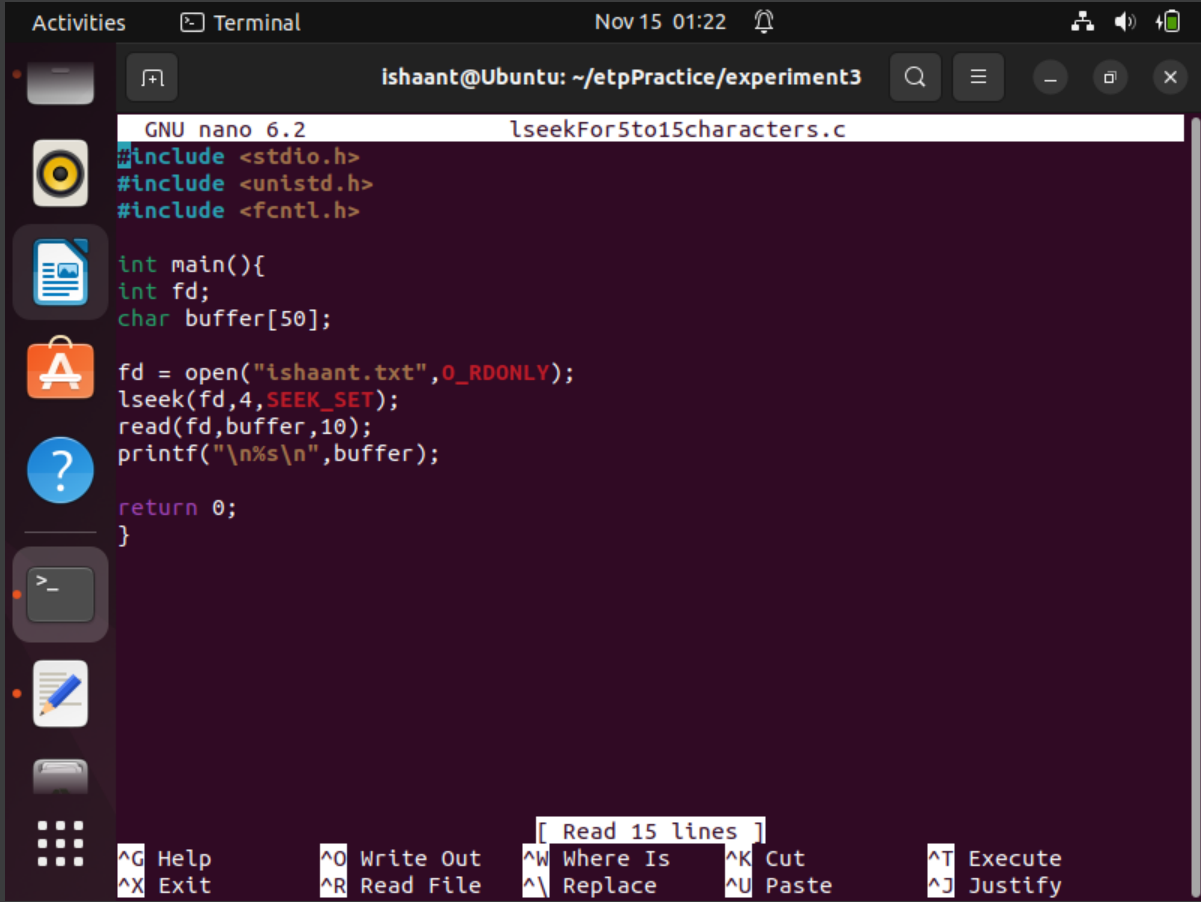 Activities Terminal Nov 15 01:22
ishaant@Ubuntu: ~/etpPractice/experiment3
GNU nano 6.2 lseekFor5to15characters.c
#include <stdio.h>
#include <unistd.h>
#include <fcntl.h>
int main(){
int fd;
char buffer[50];
fd = open("ishaant.txt",O_RDONLY);
lseek(fd,4,SEEK_SET);
read(fd,buffer,10);
printf("\n%s\n",buffer);
return 0;
}
[ Read 15 lines ]
^G Help ^O Write Out ^W Where Is ^K Cut ^T Execute
^X Exit ^R Read File ^\ Replace ^U Paste ^J Justify